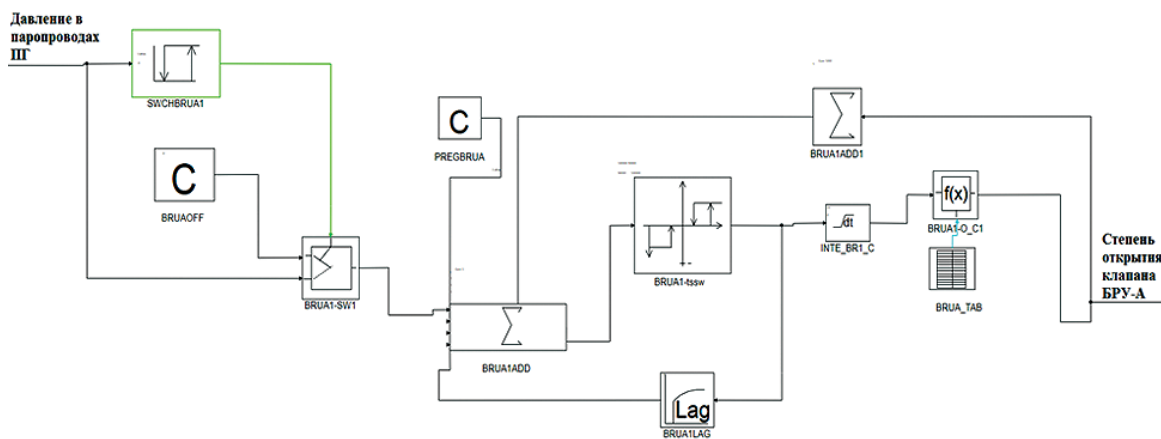 Давление в
паропроводах
ПГ
SWCHBRUA1
C
BRUAOFF
BRUA1-SW1
C
PREGBRUA
BRUA1ADD
BRUA1ADD1
BRUA1-tssw
Lag
BRUA1LAG
dt
INTE_BR1_C
f(x)
BRUA1-O_C1
BRUA_TAB
Степень
открытия
клапана
БРУ-А